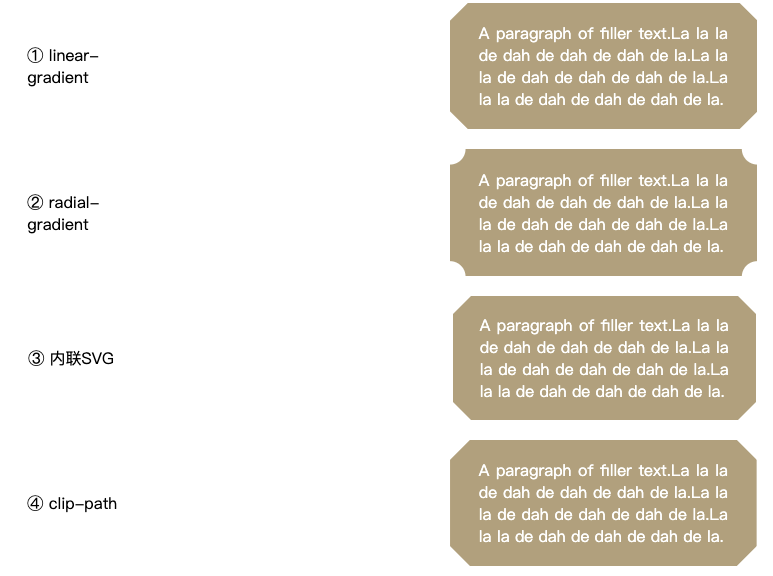 ① linear-
gradient
A paragraph of filler text.La la la
de dah de dah de dah de la.La la
la de dah de dah de dah de la.La
la la de dah de dah de dah de la.
② radial-
gradient
A paragraph of filler text.La la la
de dah de dah de dah de la.La la
la de dah de dah de dah de la.La
la la de dah de dah de dah de la.
③ 内联SVG
A paragraph of filler text.La la la
de dah de dah de dah de la.La la
la de dah de dah de dah de la.La
la la de dah de dah de dah de la.
④ clip-path
A paragraph of filler text.La la la
de dah de dah de dah de la.La la
la de dah de dah de dah de la.La
la la de dah de dah de dah de la.